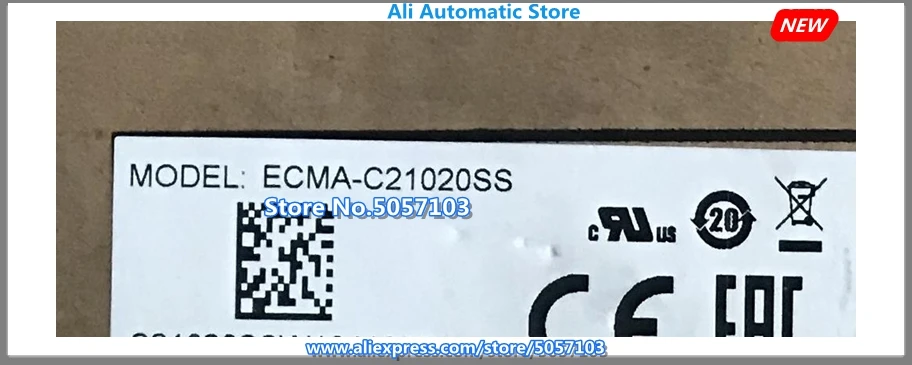 Ali Automatic Store
NEW
MODEL: ECMA-C21020SS
Store No.5057103
c RU US
20
CE EAC
www.aliexpress.com/store/5057103